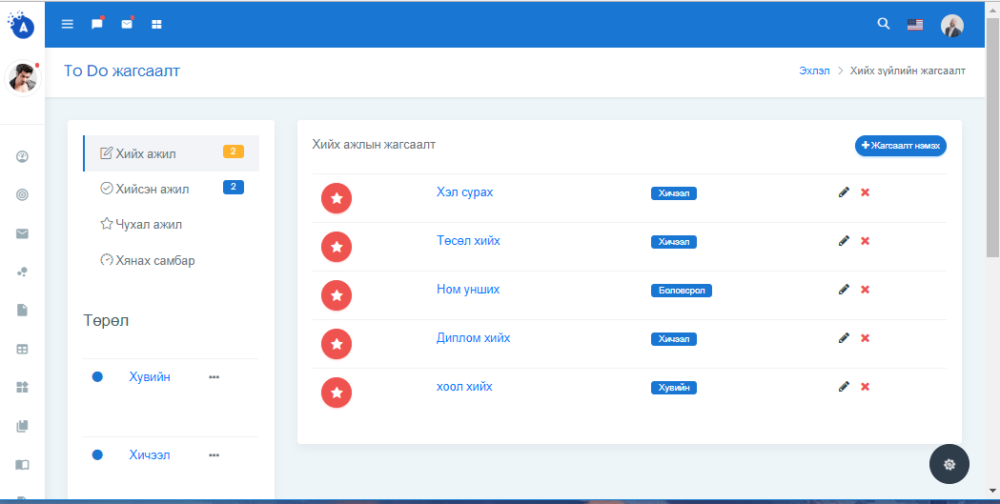 A
To Do жагсаалт
Эхлэл > Хийх зүйлийн жагсаалт
Хийх ажил 2
Хийсэн ажил 2
Чухал ажил
Хянах самбар
Төрөл
Хувийн
Хичээл
Хийх ажлын жагсаалт
Жагсаалт нэмэх
Хэл сурах Хичээл
Төсөл хийх Хичээл
Ном унших Боловсрол
Диплом хийх Хичээл
хоол хийх Хувийн